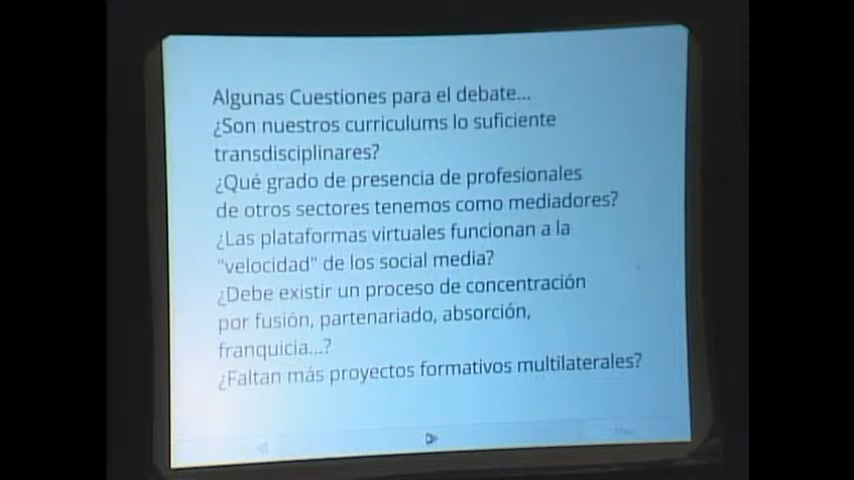 Algunas Cuestiones para el debate...
¿Son nuestros curriculums lo suficiente
transdisciplinares?
¿Qué grado de presencia de profesionales
de otros sectores tenemos como mediadores?
¿Las plataformas virtuales funcionan a la
"velocidad" de los social media?
¿Debe existir un proceso de concentración
por fusión, partenariado, absorción,
franquicia...?
¿Faltan más proyectos formativos multilaterales?